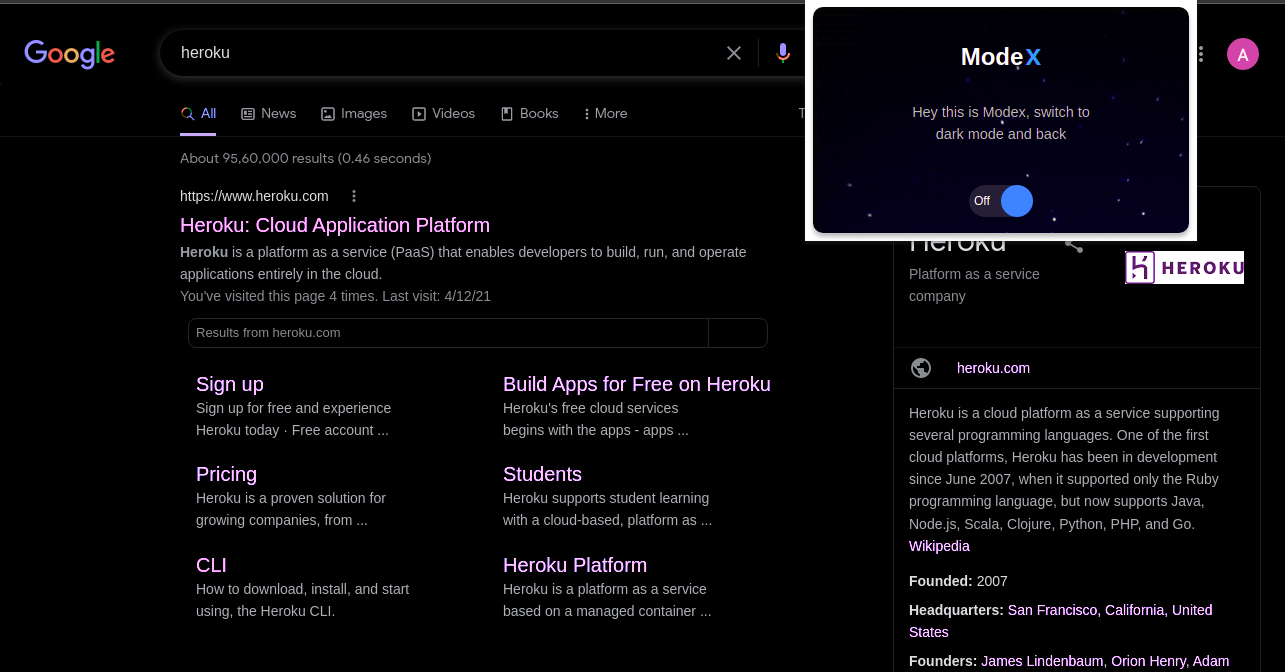 Google
heroku
ModeX
A
Hey this is Modex, switch to
dark mode and back
Off
All
News
Images
Videos
Books
More
About 95,60,000 results (0.46 seconds)
https://www.heroku.com
Heroku: Cloud Application Platform
Heroku is a platform as a service (PaaS) that enables developers to build, run, and operate
applications entirely in the cloud.
You've visited this page 4 times. Last visit: 4/12/21
Results from heroku.com
Sign up
Sign up for free and experience
Heroku today · Free account ...
Build Apps for Free on Heroku
Heroku's free cloud services
begins with the apps - apps ...
Pricing
Heroku is a proven solution for
growing companies, from ...
Students
Heroku supports student learning
with a cloud-based, platform as ...
CLI
How to download, install, and start
using, the Heroku CLI.
Heroku Platform
Heroku is a platform as a service
based on a managed container ...
Heroku
Platform as a service
company
HEROKU
heroku.com
Heroku is a cloud platform as a service supporting
several programming languages. One of the first
cloud platforms, Heroku has been in development
since June 2007, when it supported only the Ruby
programming language, but now supports Java,
Node.js, Scala, Clojure, Python, PHP, and Go.
Wikipedia
Founded: 2007
Headquarters: San Francisco, California, United
States
Founders: James Lindenbaum, Orion Henry, Adam